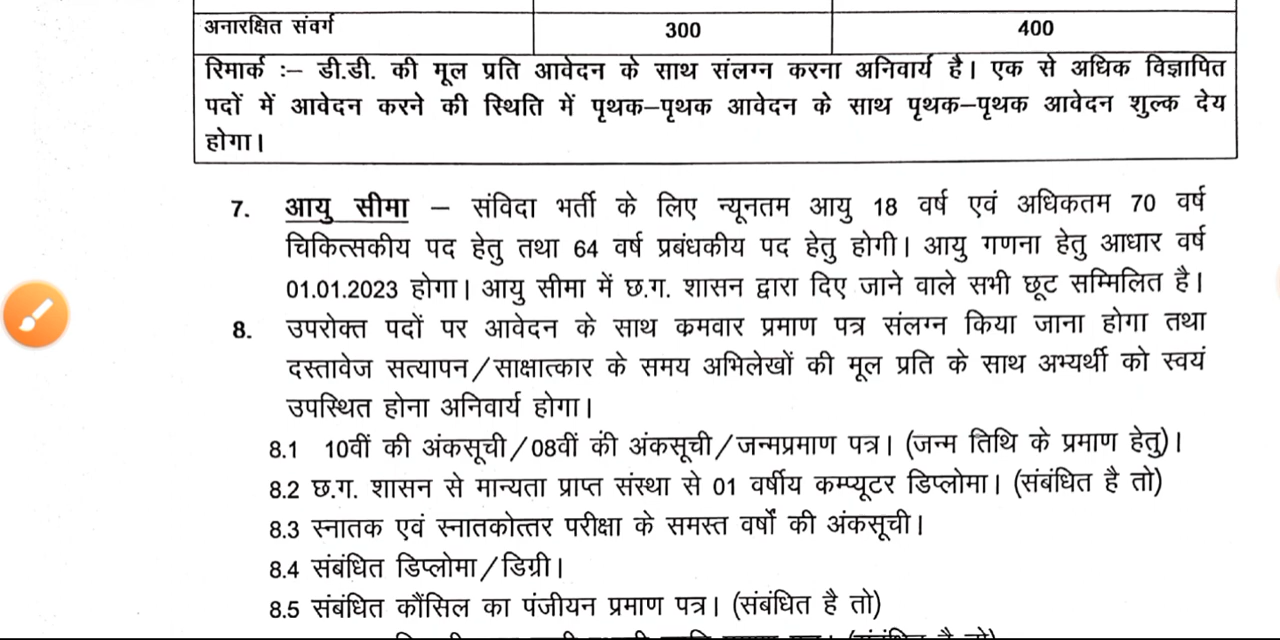 अनारक्षित संवर्ग 300 400
रिमार्क :– डी.डी. की मूल प्रति आवेदन के साथ संलग्न करना अनिवार्य है। एक से अधिक विज्ञापित
पदों में आवेदन करने की स्थिति में पृथक–पृथक आवेदन के साथ पृथक–पृथक आवेदन शुल्क देय
होगा।
7. आयु सीमा – संविदा भर्ती के लिए न्यूनतम आयु 18 वर्ष एवं अधिकतम 70 वर्ष
चिकित्सकीय पद हेतु तथा 64 वर्ष प्रबंधकीय पद हेतु होगी। आयु गणना हेतु आधार वर्ष
01.01.2023 होगा। आयु सीमा में छ.ग. शासन द्वारा दिए जाने वाले सभी छूट सम्मिलित है।
8. उपरोक्त पदों पर आवेदन के साथ कमवार प्रमाण पत्र संलग्न किया जाना होगा तथा
दस्तावेज सत्यापन/साक्षात्कार के समय अभिलेखों की मूल प्रति के साथ अभ्यर्थी को स्वयं
उपस्थित होना अनिवार्य होगा।
8.1 10वीं की अंकसूची/08वीं की अंकसूची/जन्मप्रमाण पत्र। (जन्म तिथि के प्रमाण हेतु)।
8.2 छ.ग. शासन से मान्यता प्राप्त संस्था से 01 वर्षीय कम्प्यूटर डिप्लोमा। (संबंधित है तो)
8.3 स्नातक एवं स्नातकोत्तर परीक्षा के समस्त वर्षों की अंकसूची।
8.4 संबंधित डिप्लोमा/डिग्री।
8.5 संबंधित कौंसिल का पंजीयन प्रमाण पत्र। (संबंधित है तो)